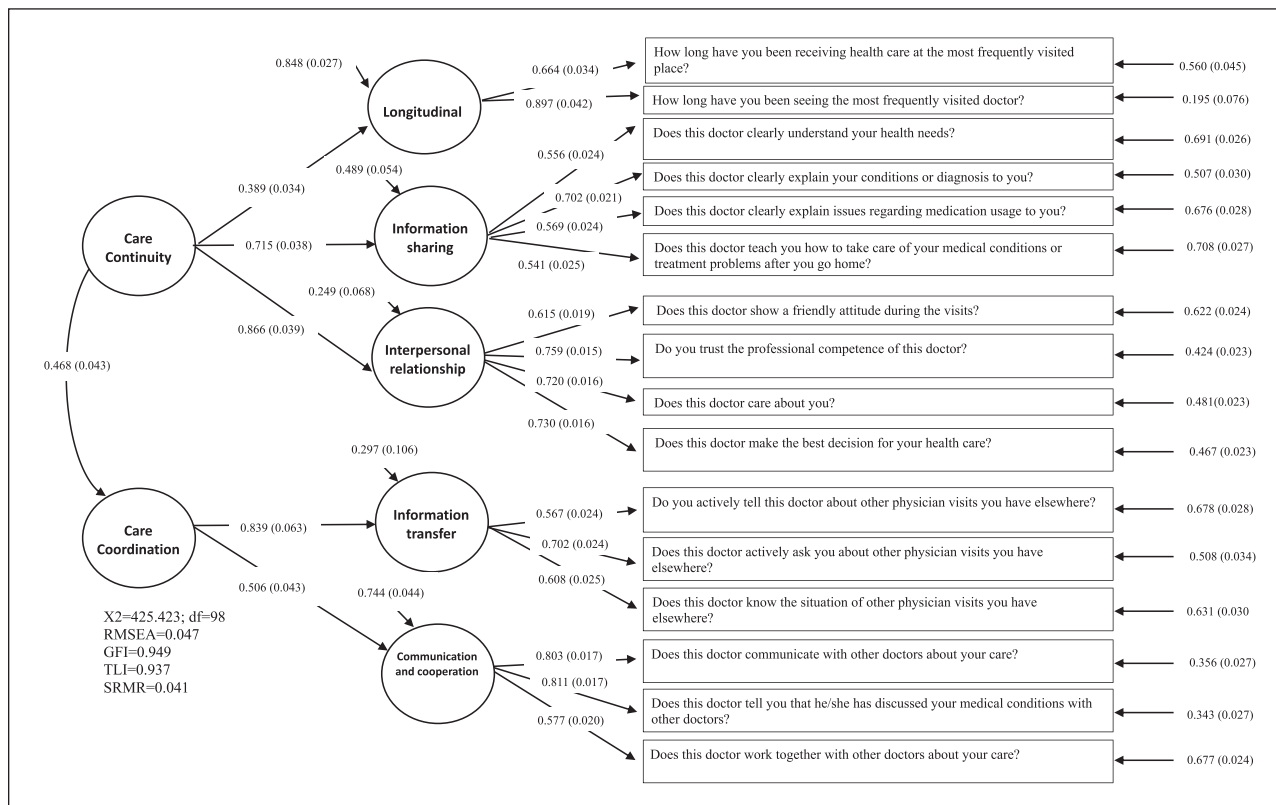 0.848 (0.027)
Longitudinal
0.664 (0.034)
0.897 (0.042)
How long have you been receiving health care at the most frequently visited
place?
0.560 (0.045)
How long have you been seeing the most frequently visited doctor?
0.195 (0.076)
Does this doctor clearly understand your health needs?
0.691 (0.026)
0.389 (0.034)
0.489 (0.054)
0.556 (0.024)
0.702 (0.021)
0.569 (0.024)
0.541 (0.025)
Does this doctor clearly explain your conditions or diagnosis to you?
0.507 (0.030)
Does this doctor clearly explain issues regarding medication usage to you?
0.676 (0.028)
Care
Continuity
0.715 (0.038)
Information
sharing
Does this doctor teach you how to take care of your medical conditions or
treatment problems after you go home?
0.708 (0.027)
0.249 (0.068)
0.866 (0.039)
Interpersonal
relationship
0.615 (0.019)
0.759 (0.015)
0.720 (0.016)
0.730 (0.016)
Does this doctor show a friendly attitude during the visits?
0.622 (0.024)
Do you trust the professional competence of this doctor?
0.424 (0.023)
Does this doctor care about you?
0.481(0.023)
Does this doctor make the best decision for your health care?
0.467 (0.023)
0.468 (0.043)
0.297 (0.106)
Care
Coordination
0.839 (0.063)
Information
transfer
0.567 (0.024)
0.702 (0.024)
0.608 (0.025)
Do you actively tell this doctor about other physician visits you have elsewhere?
0.678 (0.028)
Does this doctor actively ask you about other physician visits you have
elsewhere?
0.508 (0.034)
Does this doctor know the situation of other physician visits you have
elsewhere?
0.631 (0.030
0.506 (0.043)
0.744 (0.044)
Communication
and cooperation
0.803 (0.017)
0.811 (0.017)
0.577 (0.020)
Does this doctor communicate with other doctors about your care?
0.356 (0.027)
Does this doctor tell you that he/she has discussed your medical conditions with
other doctors?
0.343 (0.027)
Does this doctor work together with other doctors about your care?
0.677 (0.024)
X2=425.423; df=98
RMSEA=0.047
GFI=0.949
TLI=0.937
SRMR=0.041